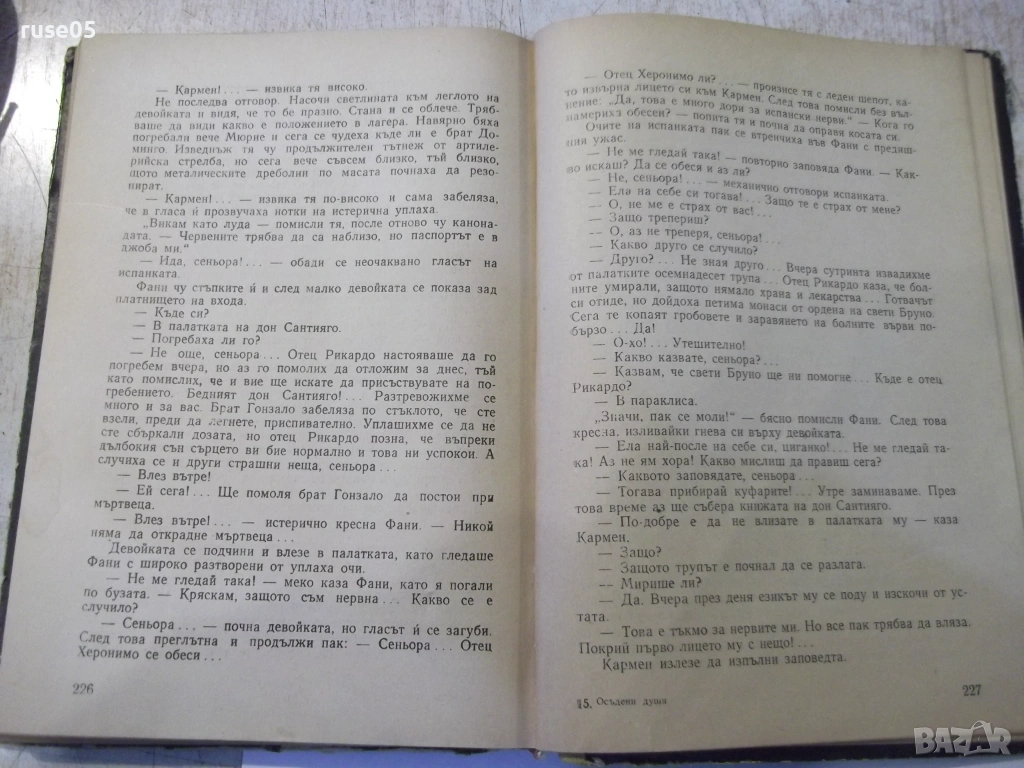 ruse05
— Кармен!... — извика тя високо.
Не последва отговор. Насочи светлината към леглото на
девойката и видя, че то бе празно. Стана и се облече. Тряб-
ваше да види какво е положението в лагера. Навярно бяха
погребали вече Мюрие и сега се чудеха къде ли е брат До-
минго. Изведнъж тя чу продължителен тътнеж от артиле-
рийска стрелба, но сега вече съвсем близко, тъй близко,
щото металическите дреболии по масата почнаха да резо-
нират.
— Кармен!... — извика тя по-високо и сама забеляза,
че в гласа ѝ прозвучаха нотки на истерична уплаха.
„Викам като луда — помисли тя, после отново чу канона-
дата. — Червените трябва да са наблизо, но паспортът е в
джоба ми.“
— Ида, сеньора!... — обади се неочаквано гласът на
испанката.
Фани чу стъпките ѝ и след малко девойката се показа зад
платнището на входа.
— Къде си?
— В палатката на дон Сантияго.
— Погребаха ли го?
— Не още, сеньора... Отец Рикардо настояваше да го
погребем вчера, но аз го помолих да отложим за днес, тъй
като помислих, че и вие ще искате да присъствувате на по-
гребението. Бедният дон Сантияго!... Разтревожихме се
много и за вас. Брат Гонзало забеляза по стъклото, че сте
взели, преди да легнете, приспивателно. Уплашихме се да не
сте сбъркали дозата, но отец Рикардо позна, че въпреки
дълбокия сън сърцето ви бие нормално и това ни успокои. А
случиха се и други страшни неща, сеньора...
— Влез вътре!
— Ей сега!... Ще помоля брат Гонзало да постои при
мъртвеца.
— Влез вътре!... — истерично кресна Фани. — Никой
няма да открадне мъртвеца...
Девойката се подчини и влезе в палатката, като гледаше
Фани с широко разтворени от уплаха очи.
— Не ме гледай така! — меко каза Фани, като я погали
по бузата. — Кряскам, защото съм нервна... Какво се е
случило?
— Сеньора... — почна девойката, но гласът ѝ се загуби.
След това преглътна и продължи пак: — Сеньора... Отец
Херонимо се обеси...
226
— Отец Херонимо ли?... — произнесе тя с леден шепот, ка-
то извърна лицето си към Кармен. След това помисли без въл-
нение: „Да, това е много дори за испански нерви.“ — Кога го
намериха обесен? — попита тя и почна да оправя косата си.
Очите на испанката пак се втренчиха във Фани с предиш-
ния ужас.
— Не ме гледай така! — повторно заповяда Фани. — Как-
во искаш? Да се обеся и аз ли?
— Не, сеньора!... — механично отговори испанката.
— Ела на себе си тогава!... Защо те е страх от мене?
— О, не ме е страх от вас!...
— Защо трепериш?
— О, аз не треперя, сеньора!...
— Какво друго се случило?
— Друго?... Не зная друго... Вчера сутринта извадихме
от палатките осемнадесет трупа... Отец Рикардо каза, че бол-
ните умирали, защото нямало храна и лекарства... Готвачът
си отиде, но дойдоха петима монаси от ордена на свети Бруно.
Сега те копаят гробовете и заравянето на болните върви по-
бързо... Да!
— О-хо!... Утешително!
— Какво казвате, сеньора?...
— Казвам, че свети Бруно ще ни помогне... Къде е отец
Рикардо?
— В параклиса.
„Значи, пак се моли!“ — бясно помисли Фани. След това
кресна, изливайки гнева си върху девойката.
— Ела най-после на себе си, циганко!... Не ме гледай та-
ка! Аз не ям хора! Какво мислиш да правиш сега?
— Каквото заповядате, сеньора...
— Тогава прибирай куфарите!... Утре заминаваме. През
това време аз ще събера книжата на дон Сантияго.
— По-добре е да не влизате в палатката му — каза
Кармен.
— Защо?
— Защото трупът е почнал да се разлага.
— Мирише ли?
— Да. Вчера през деня езикът му се поду и изскочи от ус-
тата.
— Това е тъкмо за нервите ми. Но все пак трябва да вляза.
Покрий първо лицето му с нещо!...
Кармен излезе да изпълни заповедта.
15. Осъдени души
227
BAZAR